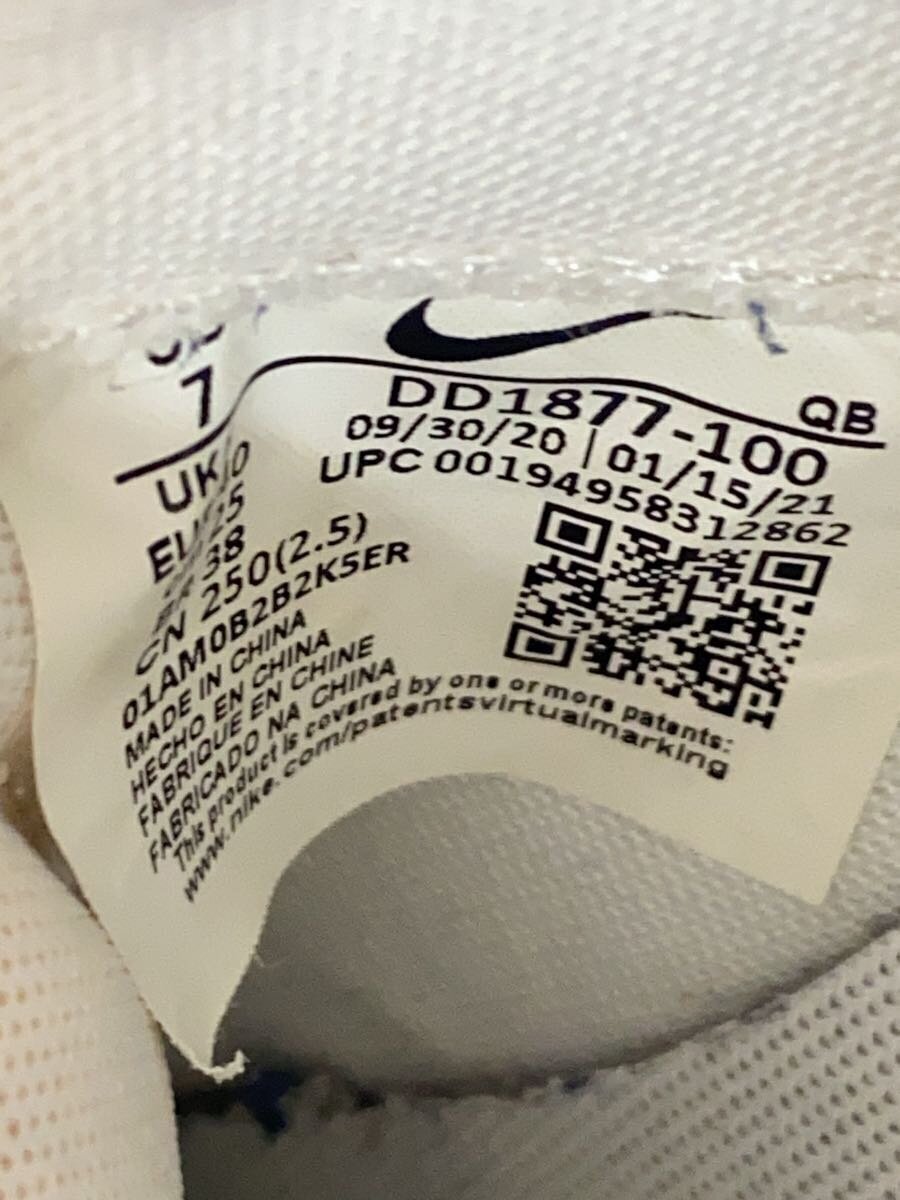 7
DD1877-100
QB
09/30/20 | 01/15/21
UPC 00194958312862
UK
25
38
CN 250(2.5)
01AM0B2B2K5ER
MADE IN CHINA
HECHO EN CHINA
FABRIQUE EN CHINE
FABRICADO NA CHINA
This product is covered by one or more patents:
www.nike.com/patentsvirtualmarking